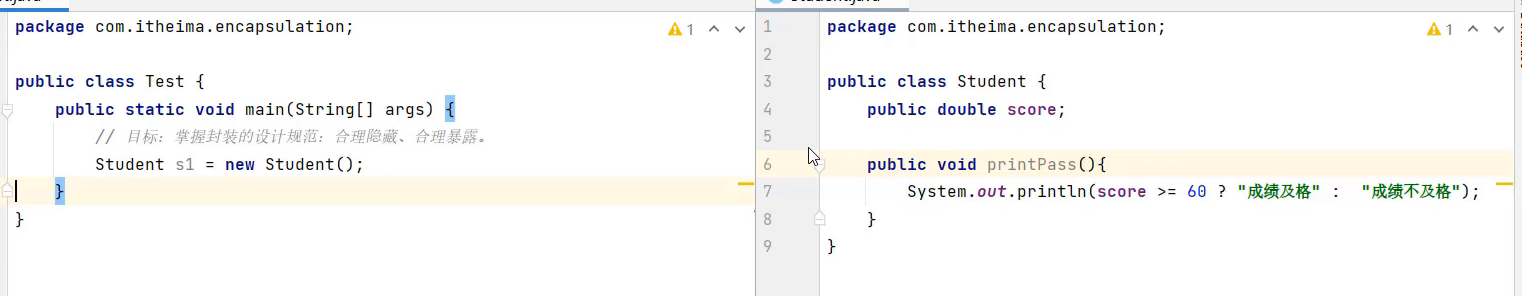 package com.itheima.encapsulation;
1
public class Test {
public static void main(String[] args) {
// 目标：掌握封装的设计规范：合理隐藏、合理暴露。
Student s1 = new Student();
}
}
1 package com.itheima.encapsulation;
1
2
3 public class Student {
4 public double score;
5
6 public void printPass(){
7 System.out.println(score >= 60 ? "成绩及格" :  "成绩不及格");
8 }
9 }